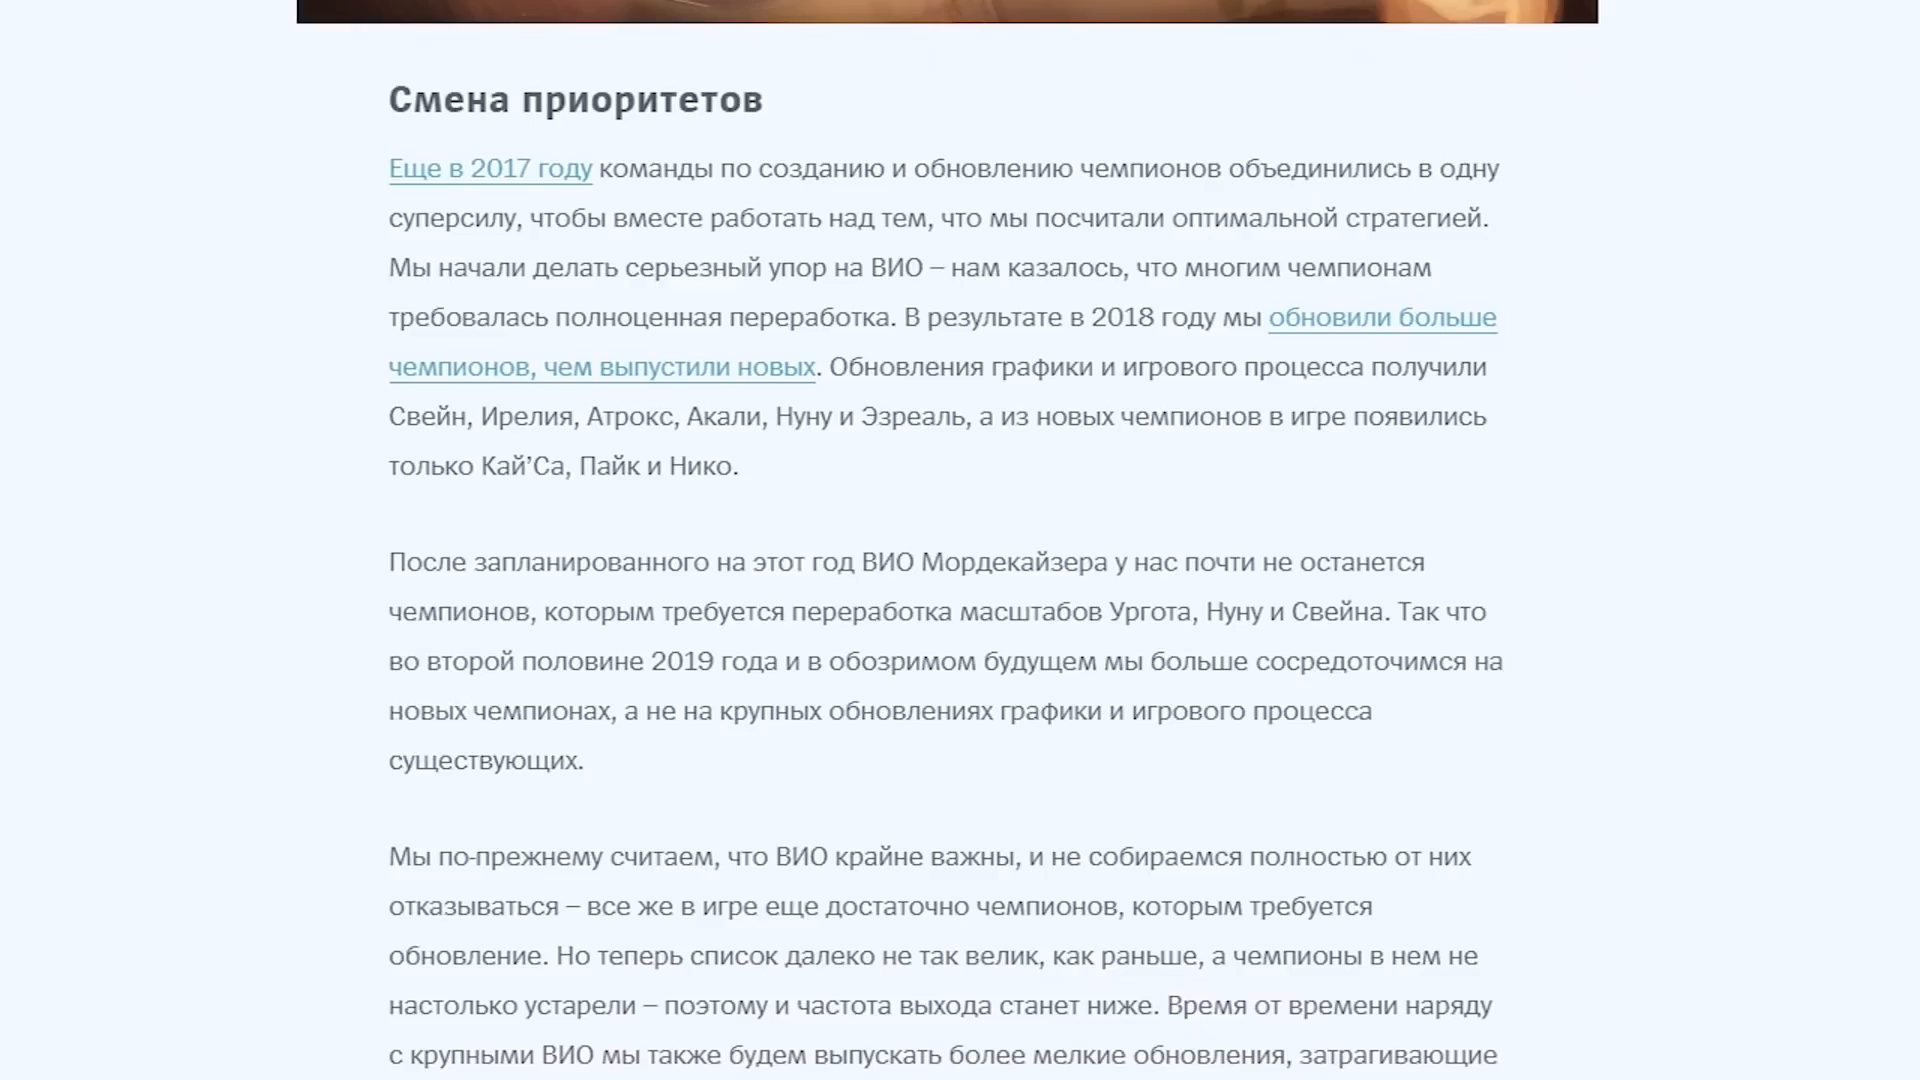 Смена приоритетов
Еще в 2017 году команды по созданию и обновлению чемпионов объединились в одну
суперсилу, чтобы вместе работать над тем, что мы посчитали оптимальной стратегией.
Мы начали делать серьезный упор на ВИО – нам казалось, что многим чемпионам
требовалась полноценная переработка. В результате в 2018 году мы обновили больше
чемпионов, чем выпустили новых. Обновления графики и игрового процесса получили
Свейн, Ирелия, Атрокс, Акали, Нуну и Эзреаль, а из новых чемпионов в игре появились
только Кай’Са, Пайк и Нико.
После запланированного на этот год ВИО Мордекайзера у нас почти не останется
чемпионов, которым требуется переработка масштабов Ургота, Нуну и Свейна. Так что
во второй половине 2019 года и в обозримом будущем мы больше сосредоточимся на
новых чемпионах, а не на крупных обновлениях графики и игрового процесса
существующих.
Мы по-прежнему считаем, что ВИО крайне важны, и не собираемся полностью от них
отказываться – все же в игре еще достаточно чемпионов, которым требуется
обновление. Но теперь список далеко не так велик, как раньше, а чемпионы в нем не
настолько устарели – поэтому и частота выхода станет ниже. Время от времени наряду
с крупными ВИО мы также будем выпускать более мелкие обновления, затрагивающие